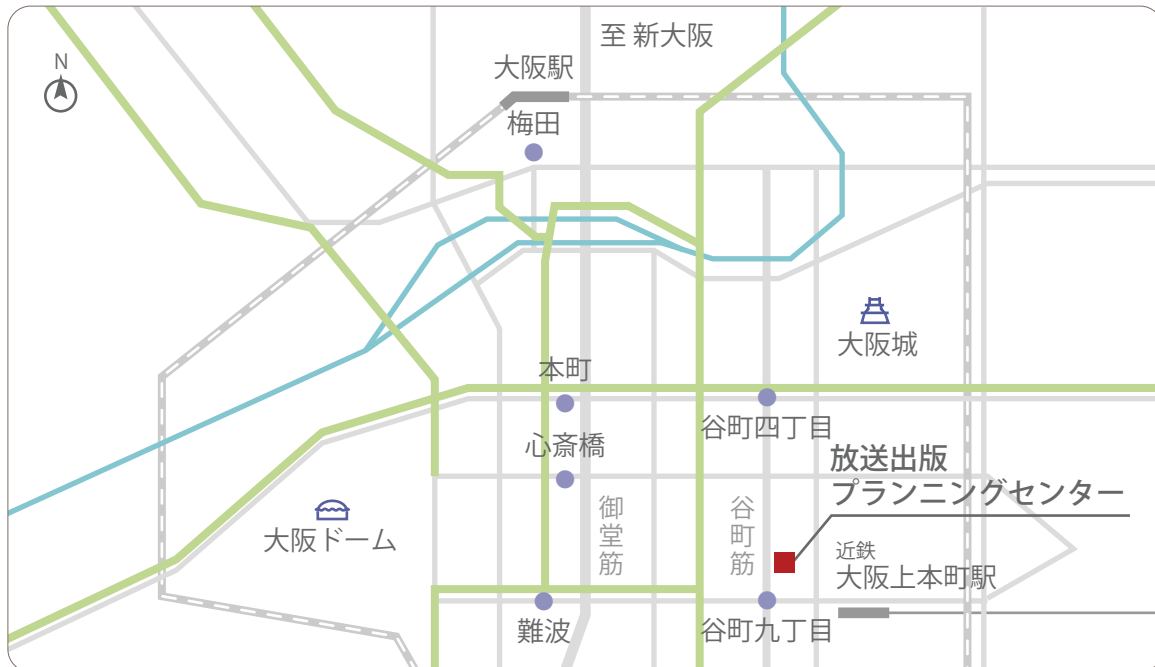 至 新大阪
N
大阪駅
梅田
大阪城
本町
谷町四丁目
心斎橋
放送出版
プランニングセンター
御堂筋
谷町筋
大阪ドーム
近鉄
大阪上本町駅
難波
谷町九丁目